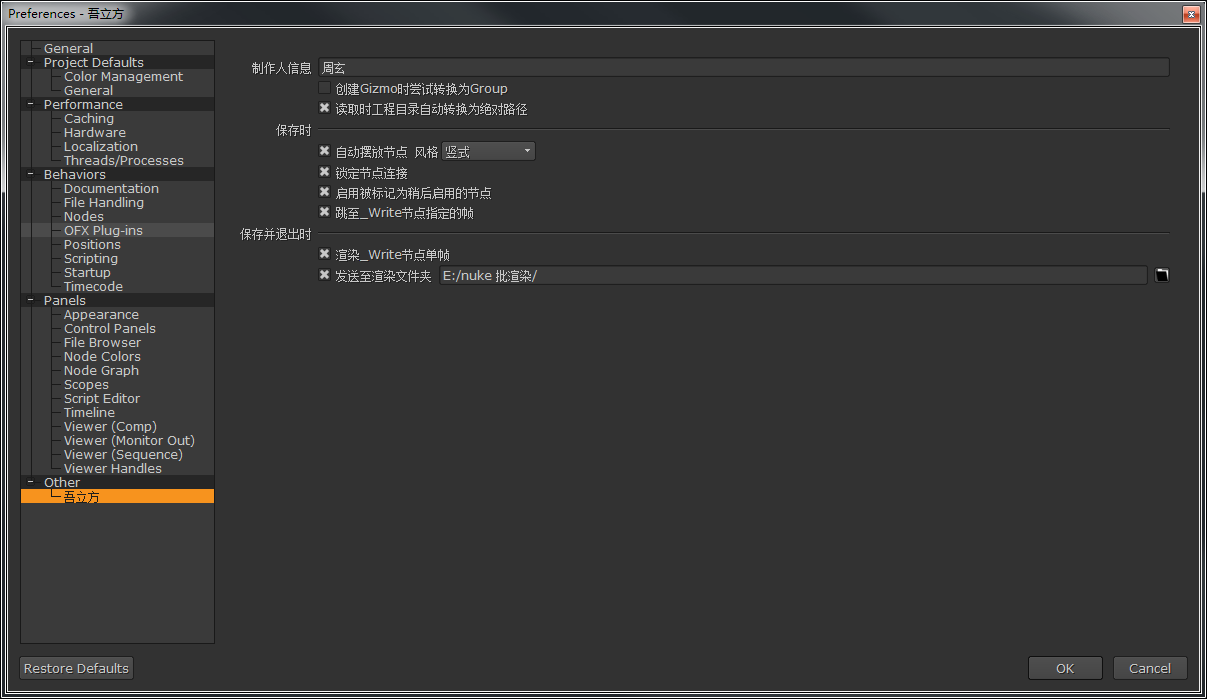 Preferences - 吾立方
General
Project Defaults
Color Management
General
Performance
Caching
Hardware
Localization
Threads/Processes
Behaviors
Documentation
File Handling
Nodes
OFX Plug-ins
Positions
Scripting
Startup
Timecode
Panels
Appearance
Control Panels
File Browser
Node Colors
Node Graph
Scopes
Script Editor
Timeline
Viewer (Comp)
Viewer (Monitor Out)
Viewer (Sequence)
Viewer Handles
Other
吾立方
制作人信息 周玄
创建Gizmo时尝试转换为Group
读取时工程目录自动转换为绝对路径
保存时
自动摆放节点 风格 竖式
锁定节点连接
启用被标记为稍后启用的节点
跳至_Write节点指定的帧
保存并退出时
渲染_Write节点单帧
发送至渲染文件夹 E:/nuke 批渲染/
Restore Defaults OK Cancel